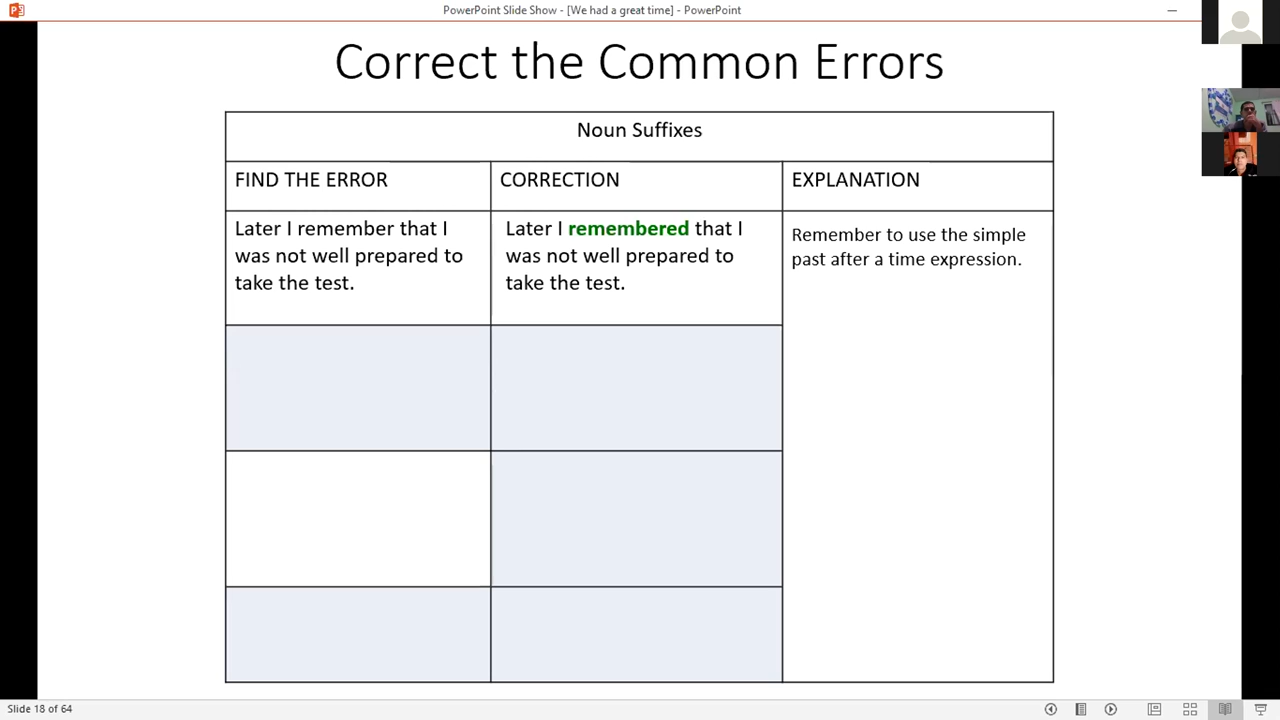 PowerPoint Slide Show - [We had a great time] - PowerPoint
Correct the Common Errors
Noun Suffixes
FIND THE ERROR
CORRECTION
EXPLANATION
Later I remember that I
was not well prepared to
take the test.
Later I remembered that I
was not well prepared to
take the test.
Remember to use the simple
past after a time expression.
Slide 18 of 64